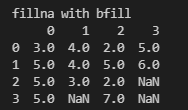 fillna with bfill
     0    1    2    3
0  3.0  4.0  2.0  5.0
1  5.0  4.0  5.0  6.0
2  5.0  3.0  2.0  NaN
3  5.0  NaN  7.0  NaN